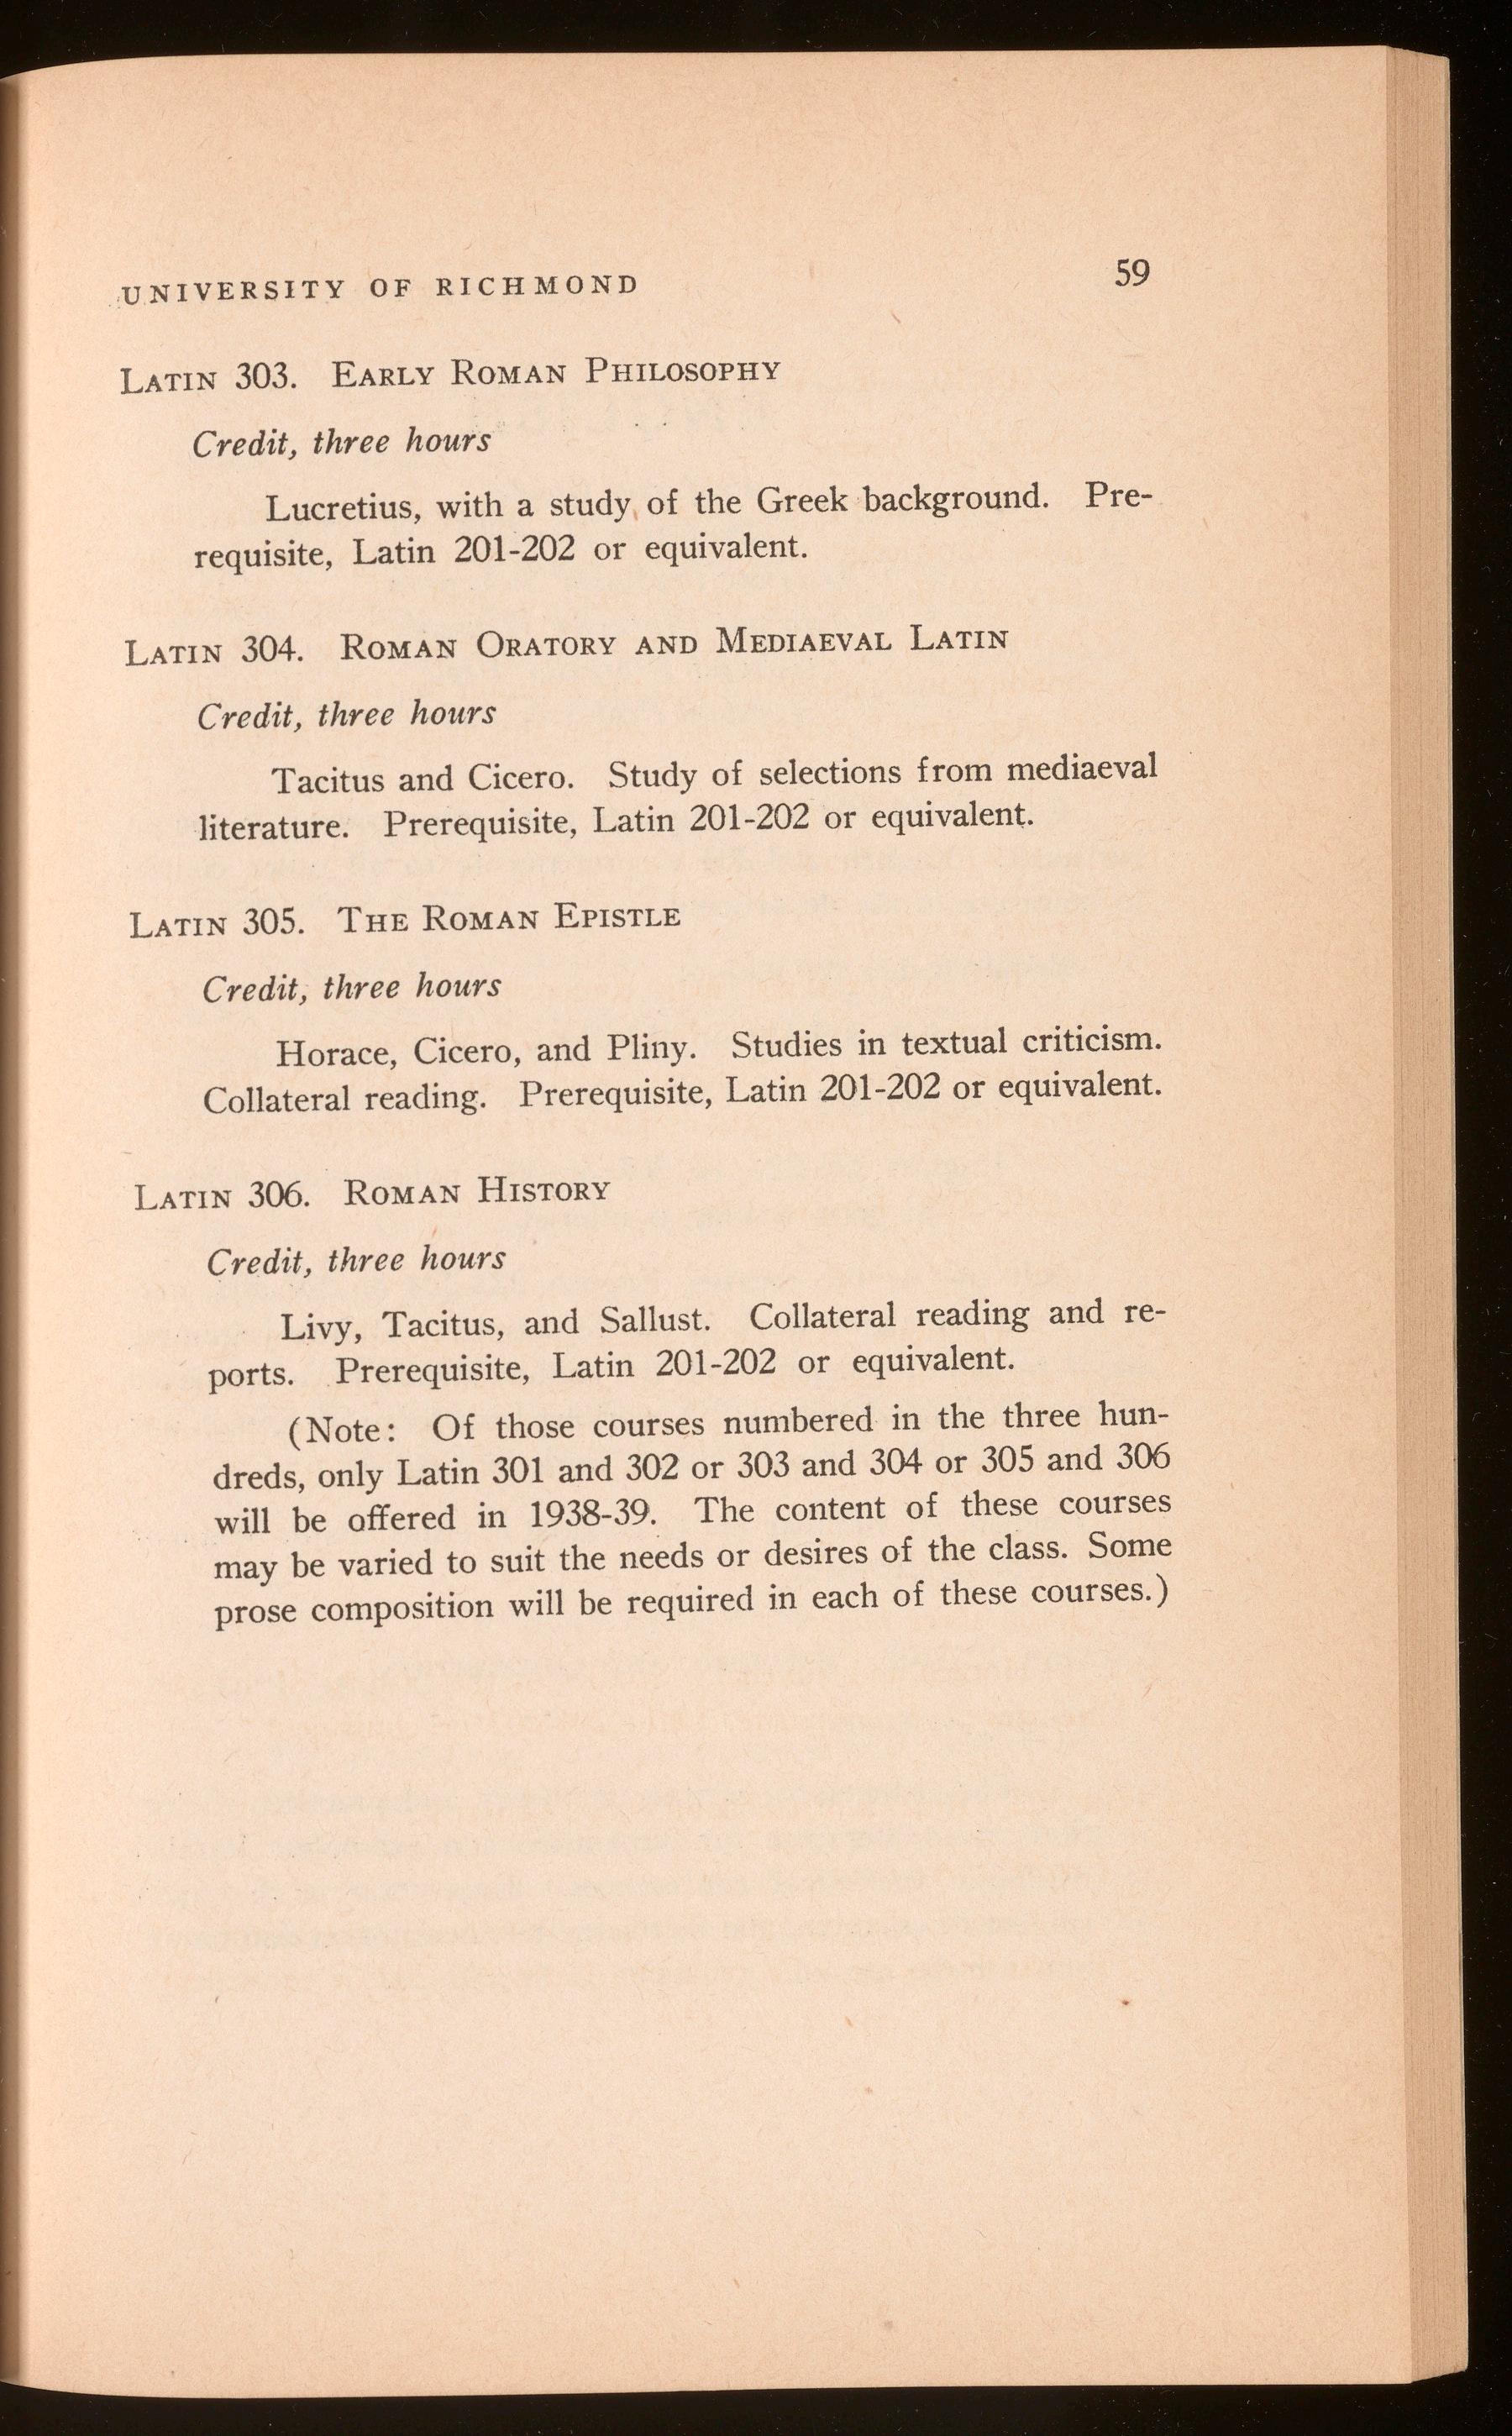 UNIVERSITY OF RICHMOND 59
LATIN 303. EARLY ROMAN PHILOSOPHY
Credit, three hours
Lucretius, with a study of the Greek background. Pre-
requisite, Latin 201-202 or equivalent.
LATIN 304. ROMAN ORATORY AND MEDIAEVAL LATIN
Credit, three hours
Tacitus and Cicero. Study of selections from mediaeval
literature. Prerequisite, Latin 201-202 or equivalent.
LATIN 305. THE ROMAN EPISTLE
Credit, three hours
Horace, Cicero, and Pliny. Studies in textual criticism.
Collateral reading. Prerequisite, Latin 201-202 or equivalent.
LATIN 306. ROMAN HISTORY
Credit, three hours
Livy, Tacitus, and Sallust. Collateral reading and re-
ports. Prerequisite, Latin 201-202 or equivalent.
(Note: Of those courses numbered in the three hun-
dreds, only Latin 301 and 302 or 303 and 304 or 305 and 306
will be offered in 1938-39. The content of these courses
may be varied to suit the needs or desires of the class. Some
prose composition will be required in each of these courses.)